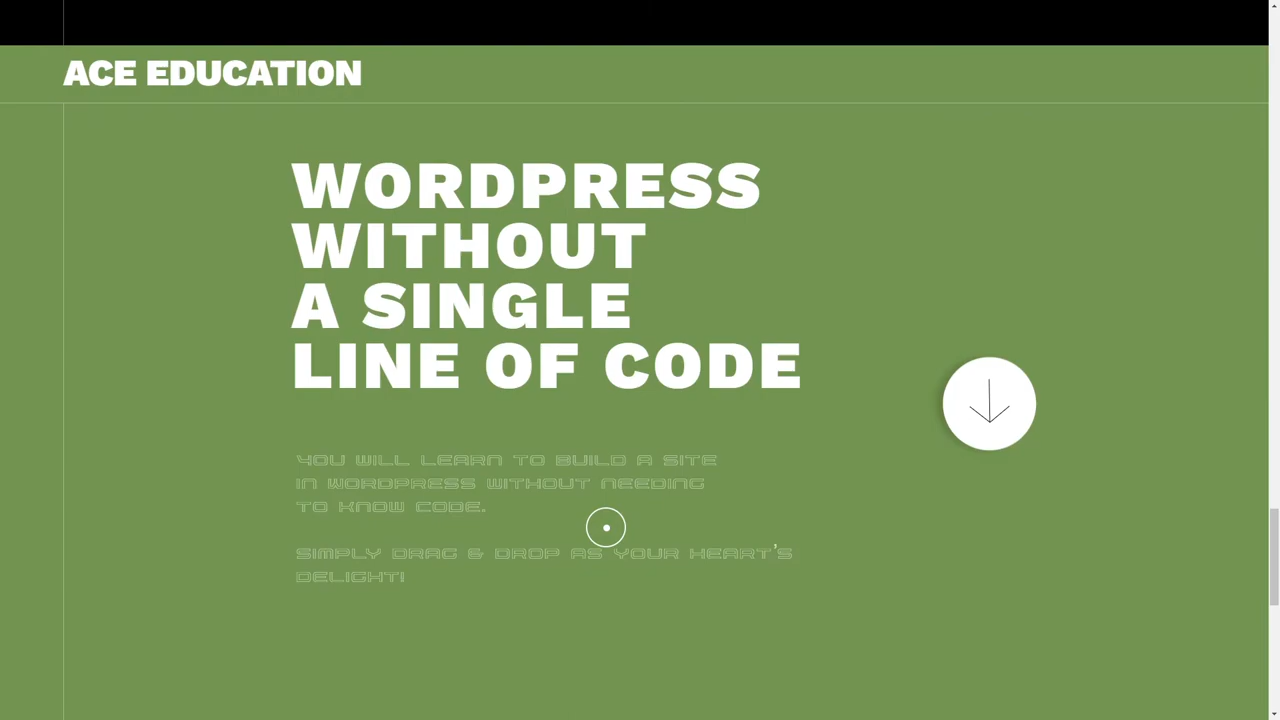 ACE EDUCATION
WORDPRESS
WITHOUT
A SINGLE
LINE OF CODE
YOU WILL LEARN TO BUILD A SITE
IN WORDPRESS WITHOUT NEEDING
TO KNOW CODE.
SIMPLY DRAG & DROP AS YOUR HEART'S
DELIGHT!